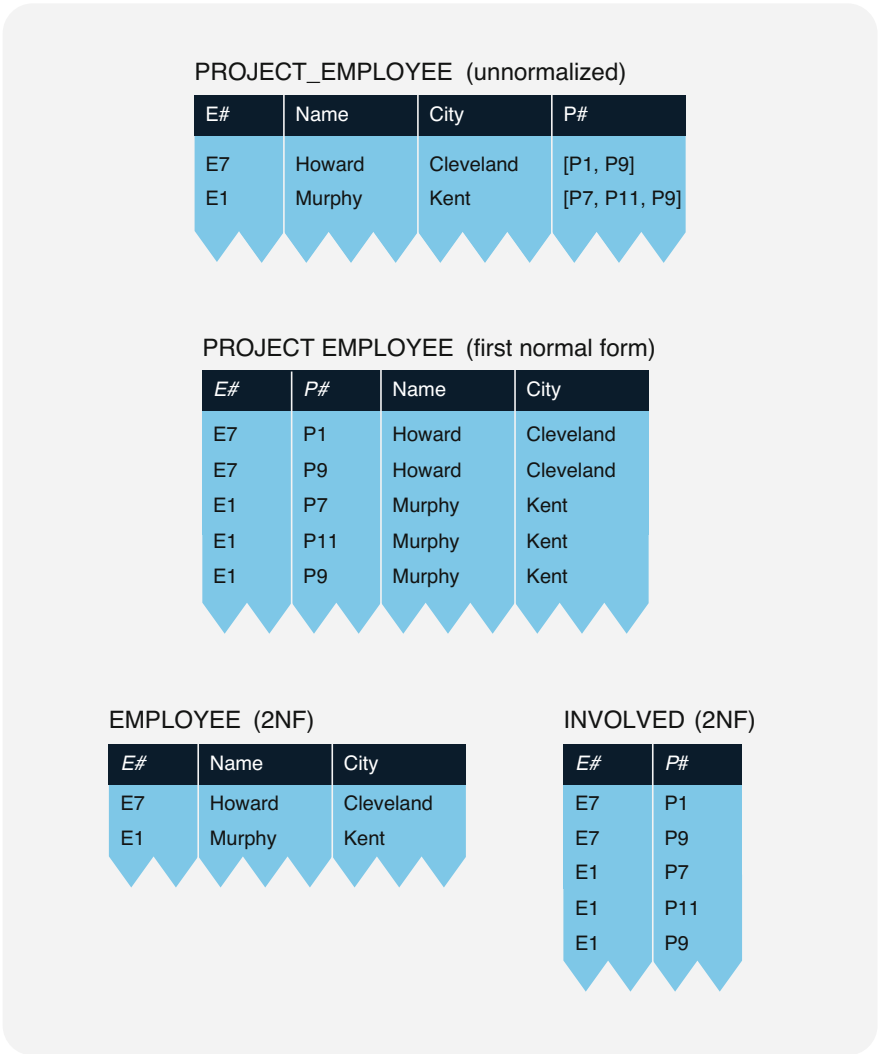 PROJECT_EMPLOYEE (unnormalized)
E# Name City P#
E7 Howard Cleveland [P1, P9]
E1 Murphy Kent [P7, P11, P9]
PROJECT EMPLOYEE (first normal form)
E# P# Name City
E7 P1 Howard Cleveland
E7 P9 Howard Cleveland
E1 P7 Murphy Kent
E1 P11 Murphy Kent
E1 P9 Murphy Kent
EMPLOYEE (2NF)
E# Name City
E7 Howard Cleveland
E1 Murphy Kent
INVOLVED (2NF)
E# P#
E7 P1
E7 P9
E1 P7
E1 P11
E1 P9